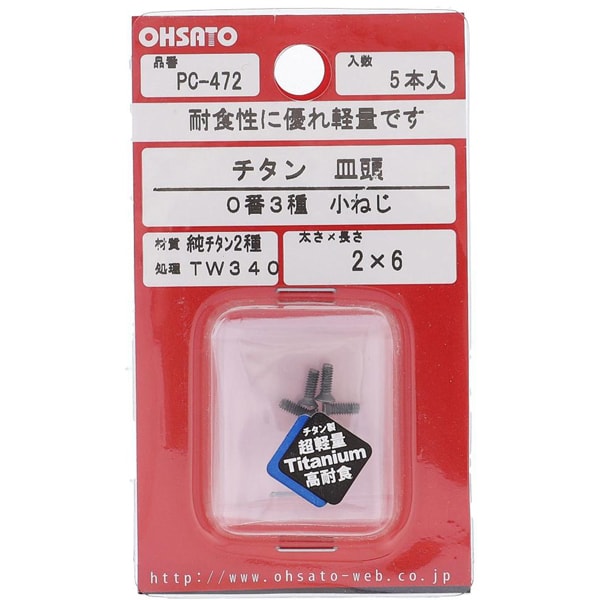 OHSATO
品番 PC-472
入数 5本入
耐食性に優れ軽量です
チタン 皿頭
0番3種 小ねじ
材質 純チタン2種
処理 TW340
太さ×長さ
2×6
チタン製
超軽量
Titanium
高耐食
http://www.ohsato-web.co.jp